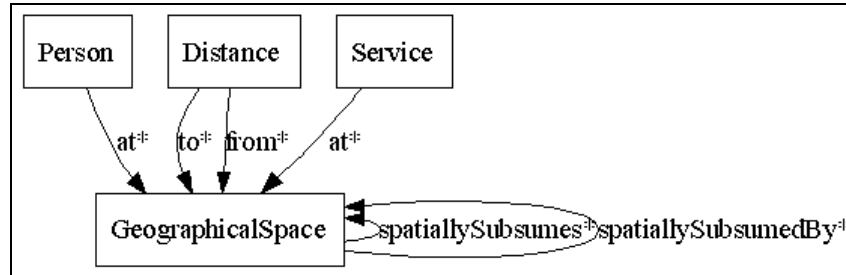 Person Distance Service
at* to* from* at*
GeographicalSpace spatiallySubsumes* spatiallySubsumedBy*